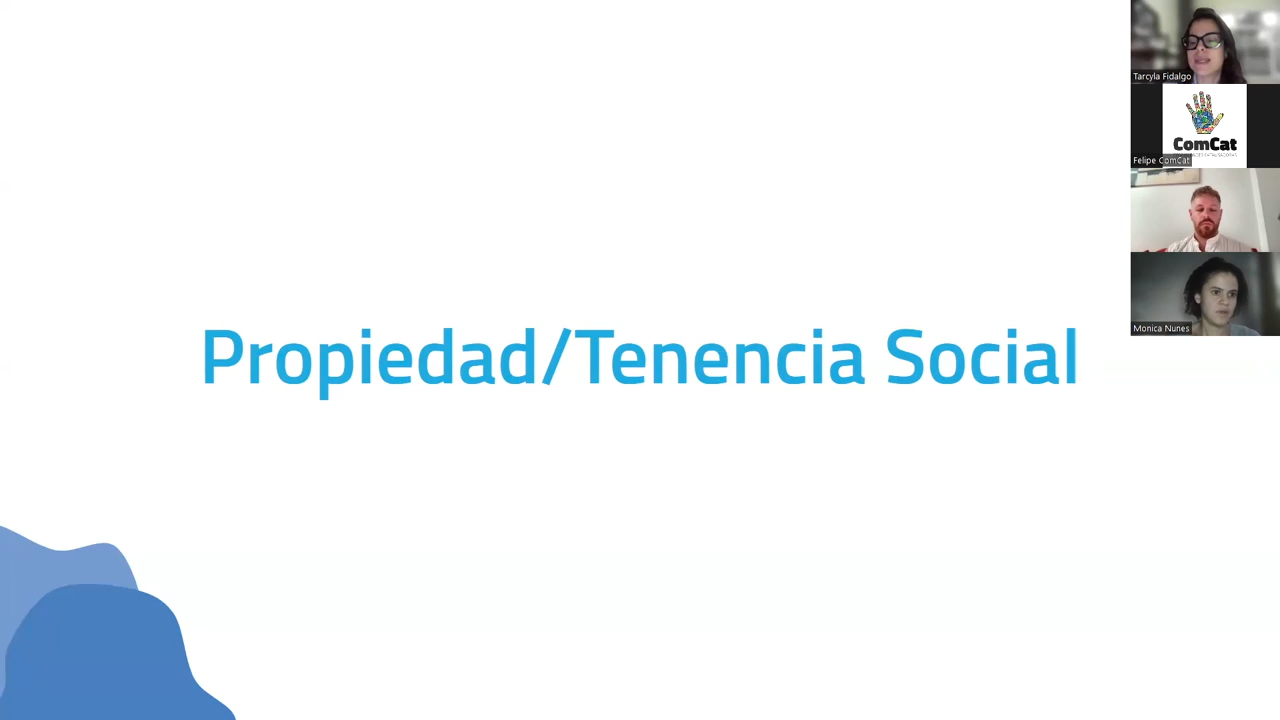 Propiedad/Tenencia Social
Tarcyla Fidalgo
ComCat
Felipe ComCat
Monica Nunes